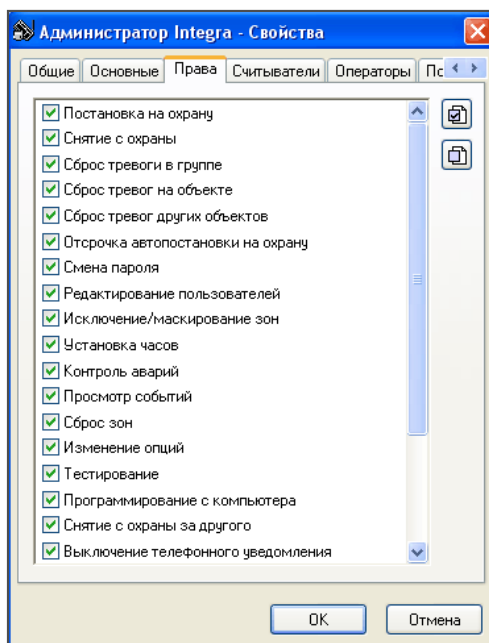 Администратор Integra - Свойства
Общие Основные Права Считыватели Операторы
Постановка на охрану
Снятие с охраны
Сброс тревоги в группе
Сброс тревог на объекте
Сброс тревог других объектов
Отсрочка автопостановки на охрану
Смена пароля
Редактирование пользователей
Исключение/маскирование зон
Установка часов
Контроль аварий
Просмотр событий
Сброс зон
Изменение опций
Тестирование
Программирование с компьютера
Снятие с охраны за другого
Выключение телефонного уведомления
OK Отмена